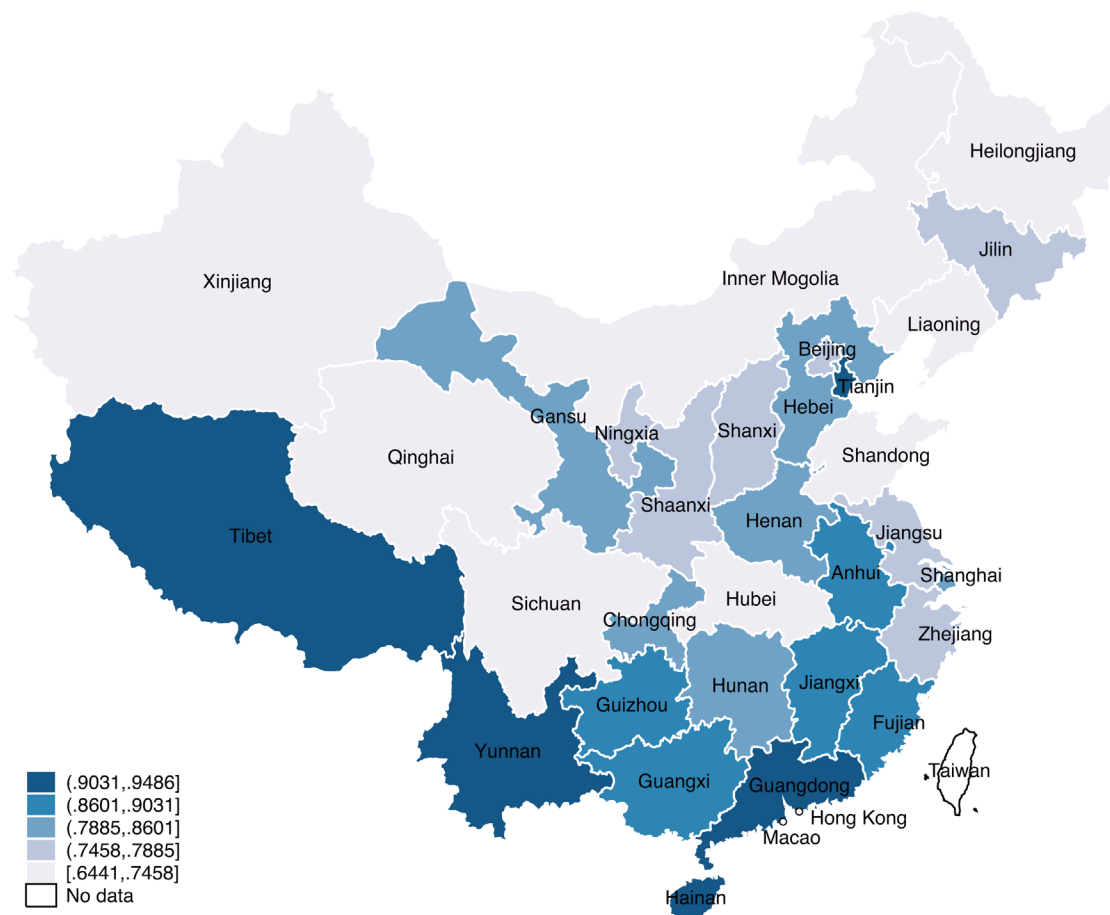 Heilongjiang
Jilin
Xinjiang
Inner Mogolia
Liaoning
Beijing
Tianjin
Hebei
Gansu
Ningxia
Shanxi
Qinghai
Shandong
Shaanxi
Henan
Jiangsu
Tibet
Anhui
Shanghai
Sichuan
Hubei
Chongqing
Zhejiang
Hunan
Jiangxi
Guizhou
Fujian
Yunnan
Guangxi
Guangdong
Taiwan
Hong Kong
Macao
Hainan
(.9031,.9486]
(.8601,.9031]
(.7885,.8601]
(.7458,.7885]
[.6441,.7458]
No data